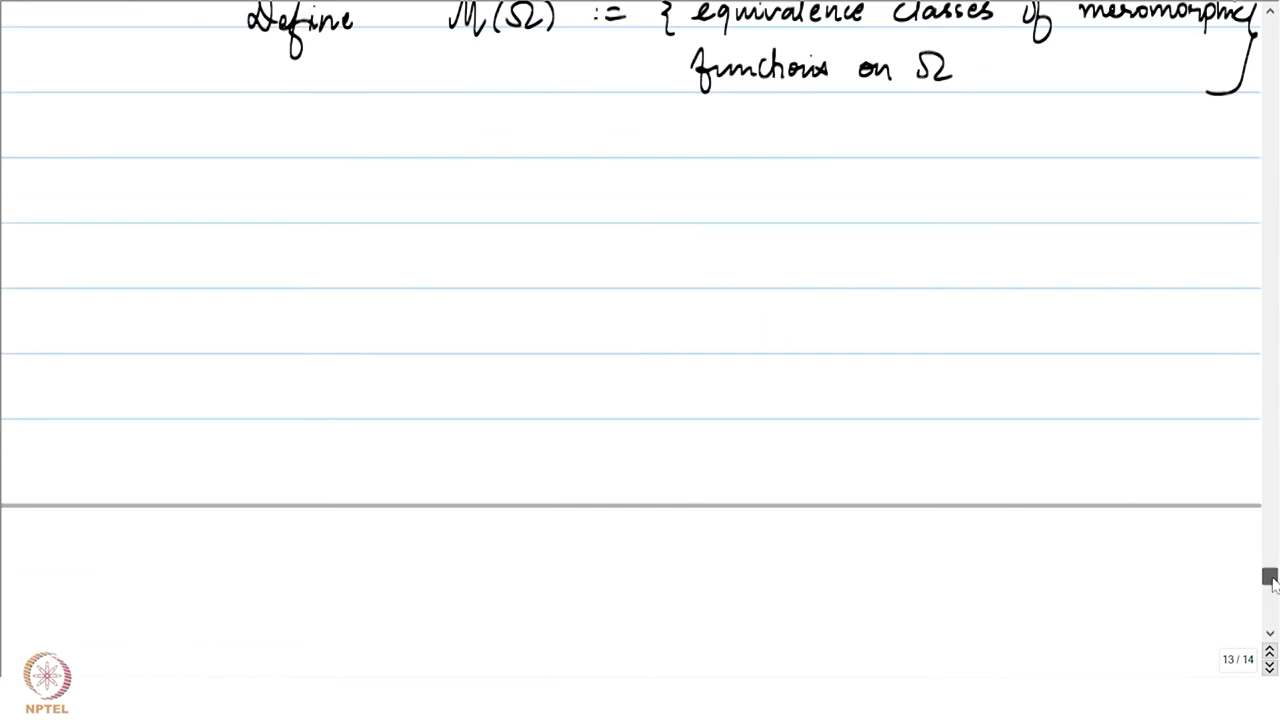 Define M(Ω) := { equivalence classes of meromorphic
functions on Ω }
13 / 14
NPTEL